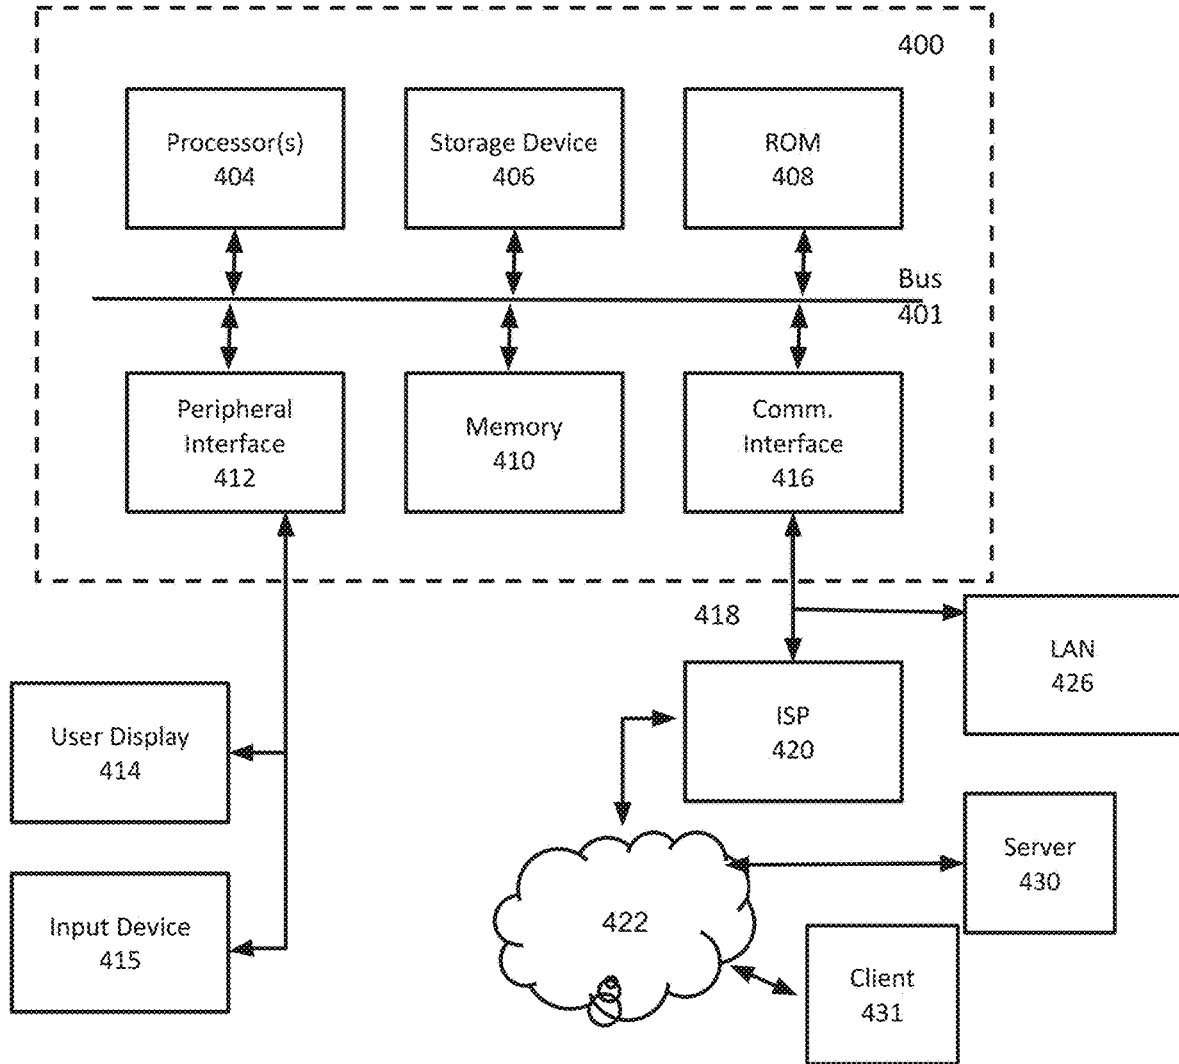 400
Processor(s)
404
Storage Device
406
ROM
408
Bus
401
Peripheral
Interface
412
Memory
410
Comm.
Interface
416
418
LAN
426
User Display
414
ISP
420
Server
430
Input Device
415
422
Client
431